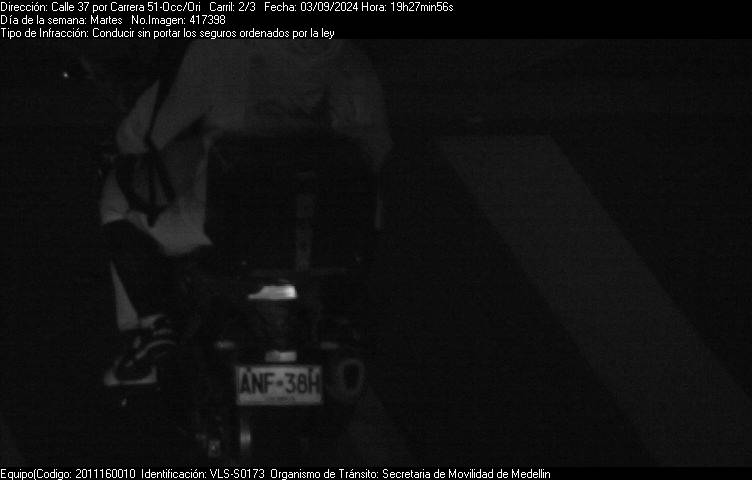 Dirección: Calle 37 por Carrera 51-Occ/Ori Carril: 2/3 Fecha: 03/09/2024 Hora: 19h27min56s
Día de la semana: Martes No.Imagen: 417398
Tipo de Infracción: Conducir sin portar los seguros ordenados por la ley
ANF·38H
Equipo(Codigo: 2011160010 Identificación: VLS-S0173 Organismo de Tránsito: Secretaria de Movilidad de Medellin